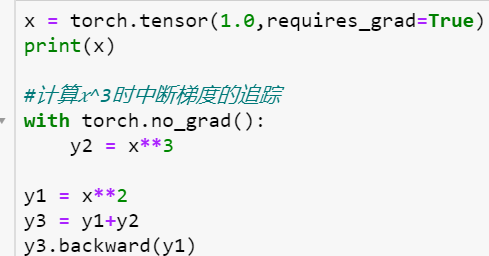 x = torch.tensor(1.0,requires_grad=True)
print(x)
#计算x^3时中断梯度的追踪
with torch.no_grad():
    y2 = x**3
y1 = x**2
y3 = y1+y2
y3.backward(y1)